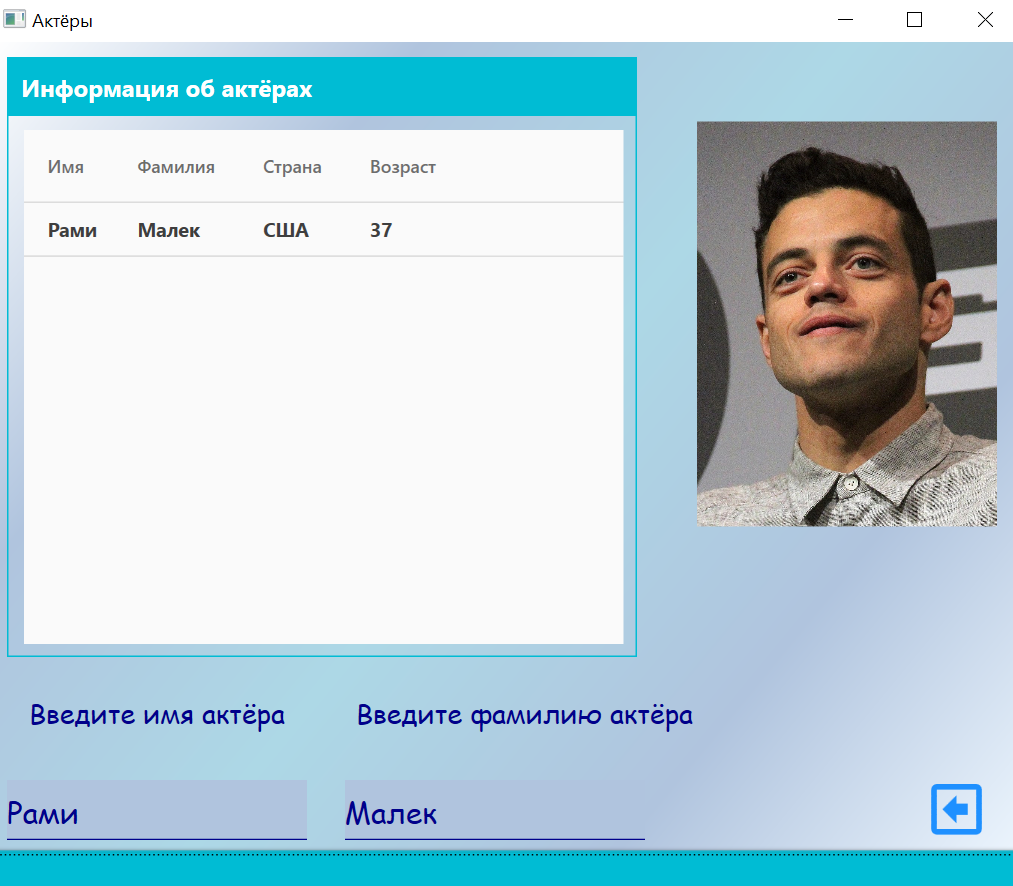 Актёры
Информация об актёрах
Имя Фамилия Страна Возраст
Рами Малек США 37
Введите имя актёра Введите фамилию актёра
Рами Малек